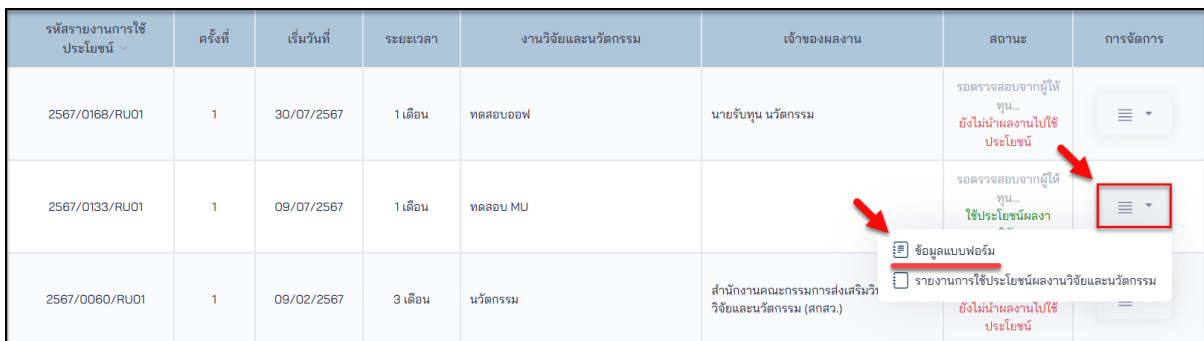 รหัสรายงานการใช้
ประโยชน์
ครั้งที่
เริ่มวันที่
ระยะเวลา
งานวิจัยและนวัตกรรม
เจ้าของผลงาน
สถานะ
การจัดการ
2567/0168/RU01
1
30/07/2567
1 เดือน
ทดสอบออฟ
นายรับทุน นวัตกรรม
รอตรวจสอบจากผู้ให้
ทุน...
ยังไม่นำผลงานไปใช้
ประโยชน์
2567/0133/RU01
1
09/07/2567
1 เดือน
ทดสอบ MU
รอตรวจสอบจากผู้ให้
ทุน...
ใช้ประโยชน์ผลงา
ข้อมูลแบบฟอร์ม
รายงานการใช้ประโยชน์ผลงานวิจัยและนวัตกรรม
2567/0060/RU01
1
09/02/2567
3 เดือน
นวัตกรรม
สำนักงานคณะกรรมการส่งเสริมวิ
วิจัยและนวัตกรรม (สกสว.)
ยังไม่นำผลงานไปใช้
ประโยชน์